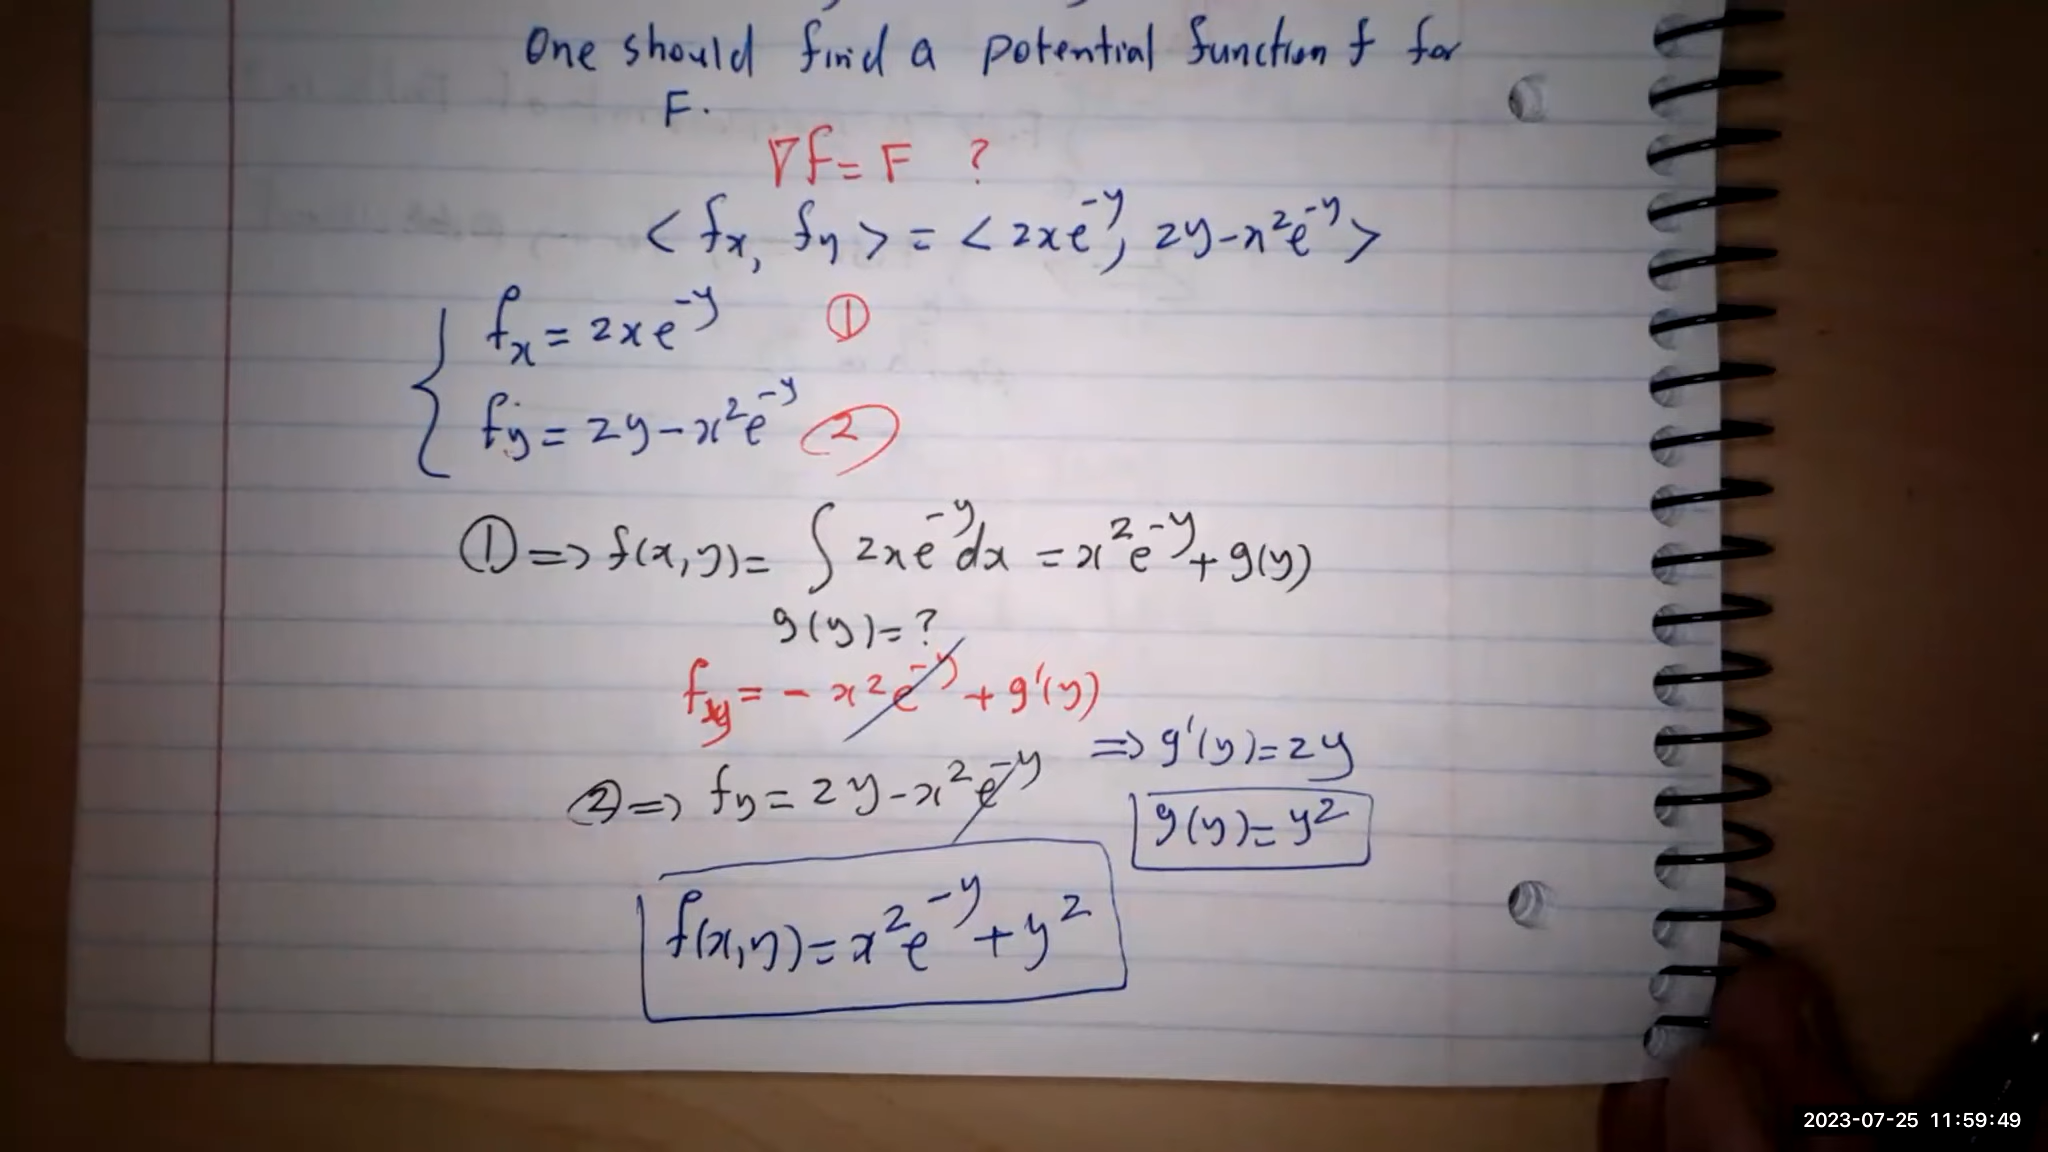 One should find a potential function f for
F.
∇f = F ?
< fx, fy > = < 2xe^-y, 2y-x²e^-y >
fx = 2xe^-y ①
fy = 2y-x²e^-y ②
① => f(x,y) = ∫ 2xe^-y dx = x²e^-y + g(y)
g(y) = ?
fxy = - x²e^-y + g'(y)
=> g'(y) = 2y
② => fy = 2y-x²e^-y
g(y) = y²
f(x,y) = x²e^-y + y²
2023-07-25 11:59:49